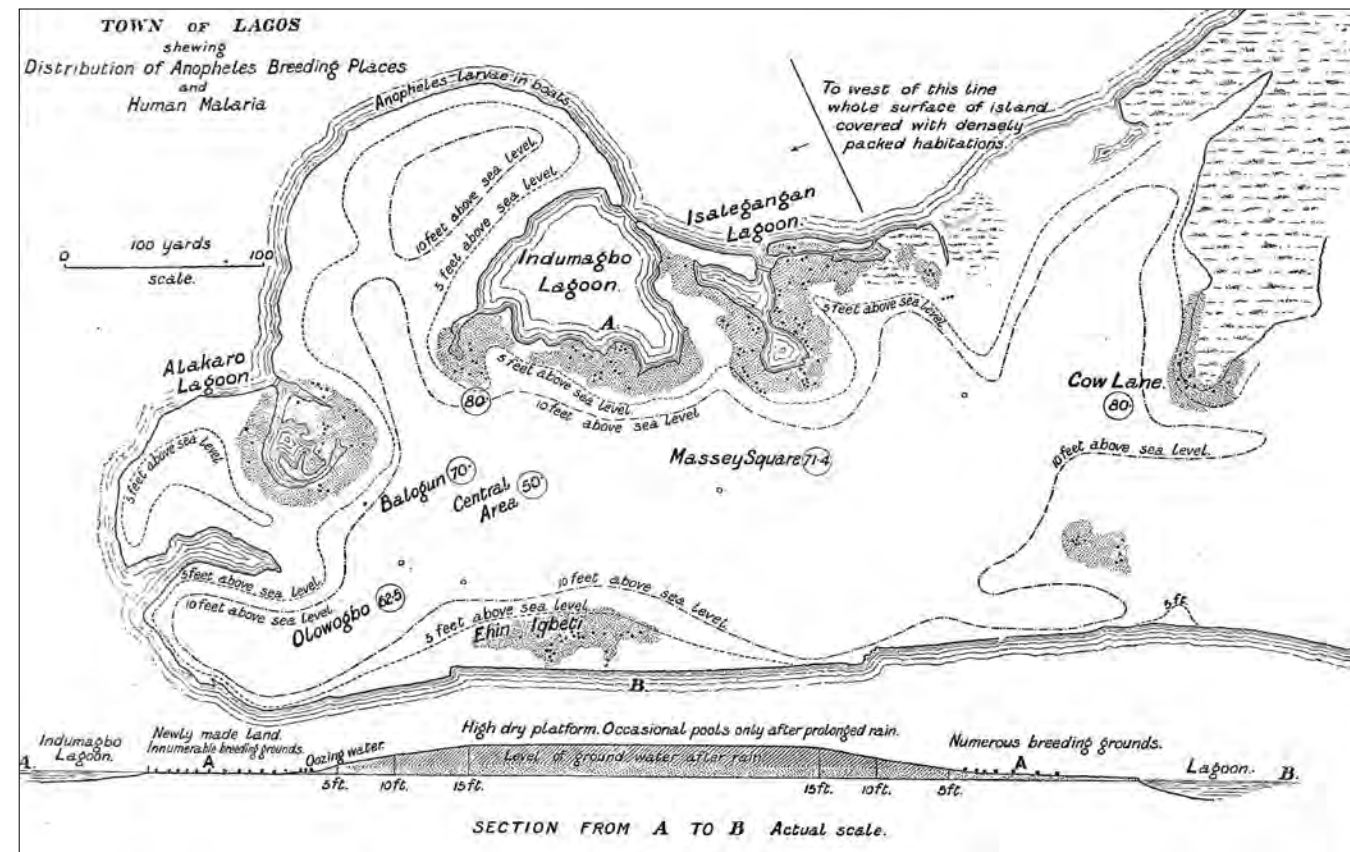 TOWN OF LAGOS
shewing
Distribution of Anopheles Breeding Places
and
Human Malaria
Anopheles larvae in boats.
To west of this line
whole surface of island
covered with densely
packed habitations.
10 feet above sea level
5 feet above sea level
0 100 yards 100
scale.
Isalegangan
Lagoon.
Indumagbo
Lagoon.
A.
5 feet above sea level
Alakaro
Lagoon.
5 feet above sea level.
10 feet above sea level
80·
Cow Lane.
80·
5 feet above sea level
Massey Square 71·4
10 feet above sea level.
Balogun 70·
Central 50·
Area
5 feet above sea level
10 feet above sea level
Olowogbo 62·5
10 feet above sea level
5 feet above sea level
Ehin Igbeti
5 ft.
B.
High dry platform. Occasional pools only after prolonged rain.
Indumagbo
Lagoon.
Newly made land.
Innumerable breeding grounds.
Oozing water.
Numerous breeding grounds.
A. A Level of ground water after rain A Lagoon. B.
5ft. 10ft. 15ft. 15ft. 10ft. 5ft.
SECTION FROM A TO B Actual scale.